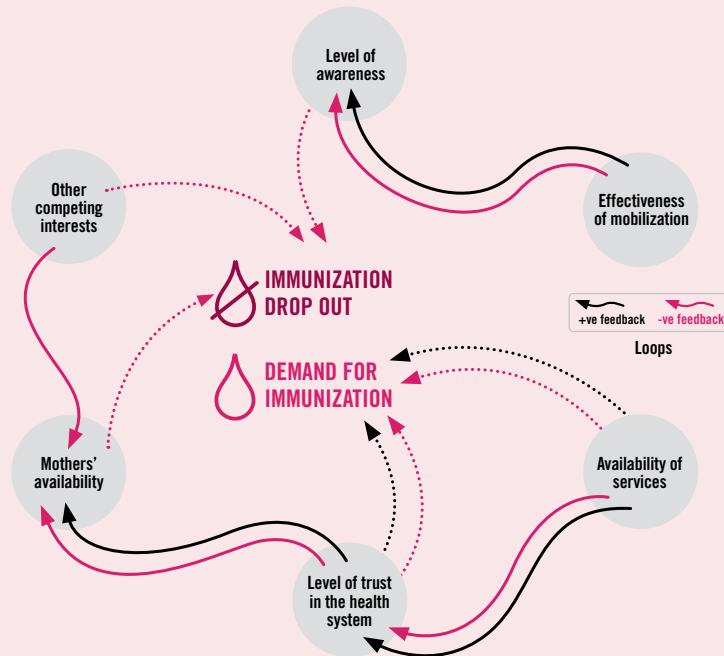 Level of
awareness
Other
competing
interests
Effectiveness
of mobilization
IMMUNIZATION
DROP OUT
+ve feedback
-ve feedback
Loops
DEMAND FOR
IMMUNIZATION
Mothers'
availability
Availability of
services
Level of trust
in the health
system